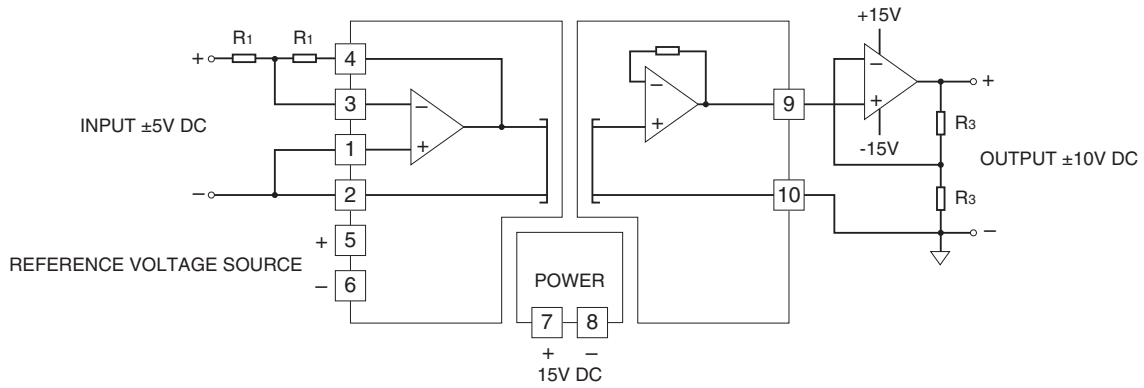 R1 R1 4
+
3 −
INPUT ±5V DC
1 +
−
2
+ 5
REFERENCE VOLTAGE SOURCE
− 6
POWER
7 8
+ −
15V DC
−
+
9
10
+15V
−
+
-15V
+
R3
OUTPUT ±10V DC
R3
−